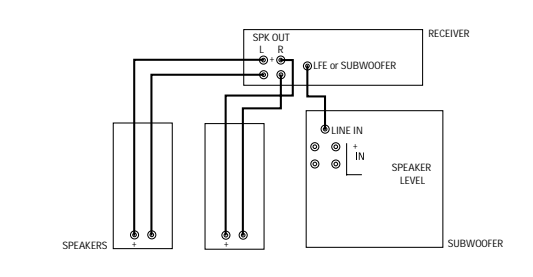 RECEIVER
SPK OUT
L R
+
LFE or SUBWOOFER
LINE IN
+
IN
SPEAKER
LEVEL
SPEAKERS
+
+
SUBWOOFER